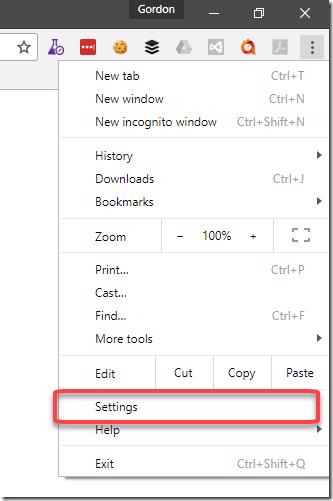 Gordon
New tab Ctrl+T
New window Ctrl+N
New incognito window Ctrl+Shift+N
History
Downloads Ctrl+J
Bookmarks
Zoom − 100% +
Print... Ctrl+P
Cast...
Find... Ctrl+F
More tools
Edit Cut Copy Paste
Settings
Help
Exit Ctrl+Shift+Q